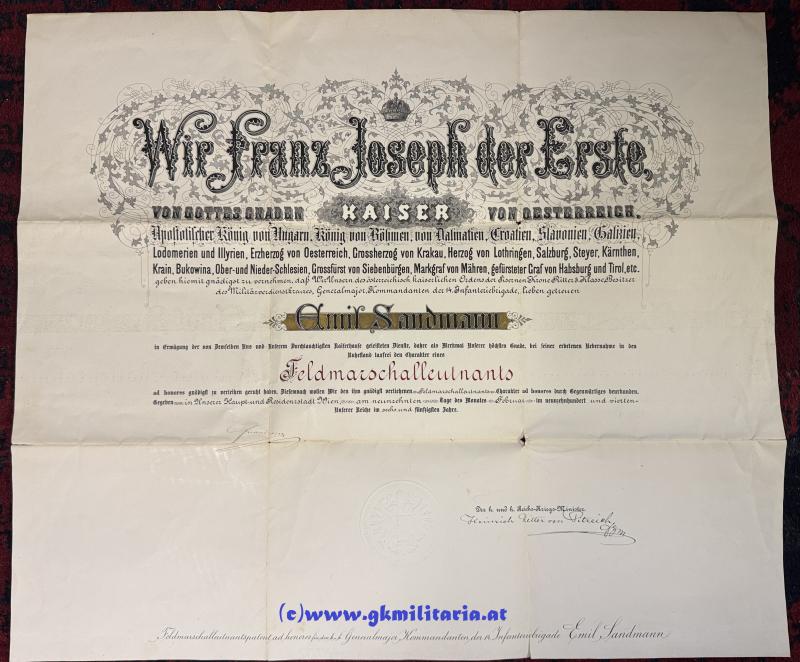 Wir Franz Joseph der Erste,
VON GOTTES GNADEN KAISER VON OESTERREICH,
Apostolischer König von Ungarn, König von Böhmen, von Dalmatien, Croatien, Slavonien, Galizien,
Lodomerien und Illyrien, Erzherzog von Oesterreich, Grossherzog von Krakau, Herzog von Lothringen, Salzburg, Steyer, Kärnthen,
Krain, Bukowina, Ober- und Nieder-Schlesien, Grossfürst von Siebenbürgen, Markgraf von Mähren, gefürsteter Graf von Habsburg und Tirol, etc.
geben hiemit gnädigst zu vernehmen, daß Wir Unsern des österreichisch kaiserlichen Ordens der Eisernen Krone Ritter 3. Klasse, Besitzer
des Militärverdienstkreuzes, Generalmajor, Kommandanten der 14. Infanteriebrigade, lieben getreuen
Emil Sandmann
in Erwägung der von Demselben Uns und Unserem Durchlauchtigsten Kaiserhause geleisteten Dienste, daher als Merkmal Unserer höchsten Gnade, bei seiner erbetenen Uebernahme in den
Ruhestand taxfrei den Charakter eines
Feldmarschalleutnants
ad honores gnädigst zu verleihen geruht haben. Diesemnach wollen Wir den ihm gnädigst verliehenen Feldmarschalleutnants Charakter ad honores durch Gegenwärtiges beurkunden.
Gegeben in Unserer Haupt- und Residenzstadt Wien, am neunzehnten Tage des Monates Februar im neunzehnhundert und vierten
Unserer Reiche im sechs und fünfzigsten Jahre.
Der k. und k. Reichs-Kriegs-Minister
Heinrich Ritter von Pitreich
FZM
(c)www.gkmilitaria.at
Feldmarschalleutnantspatent ad honores für den k. k. Generalmajor, Kommandanten der 14. Infanteriebrigade Emil Sandmann